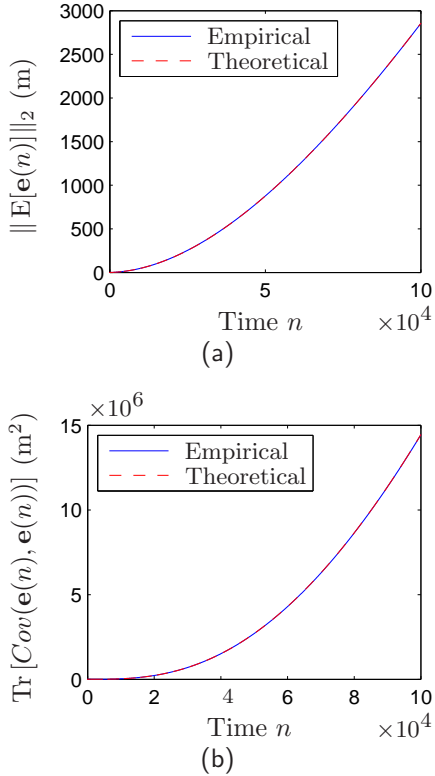 3000
2500
2000
1500
1000
500
0
‖ E[e(n)]‖₂ (m)
Empirical
Theoretical
0 5 10
Time n ×10⁴
(a)
×10⁶
15
10
5
0
Tr [Cov(e(n), e(n))] (m²)
Empirical
Theoretical
0 2 4 6 8 10
Time n ×10⁴
(b)